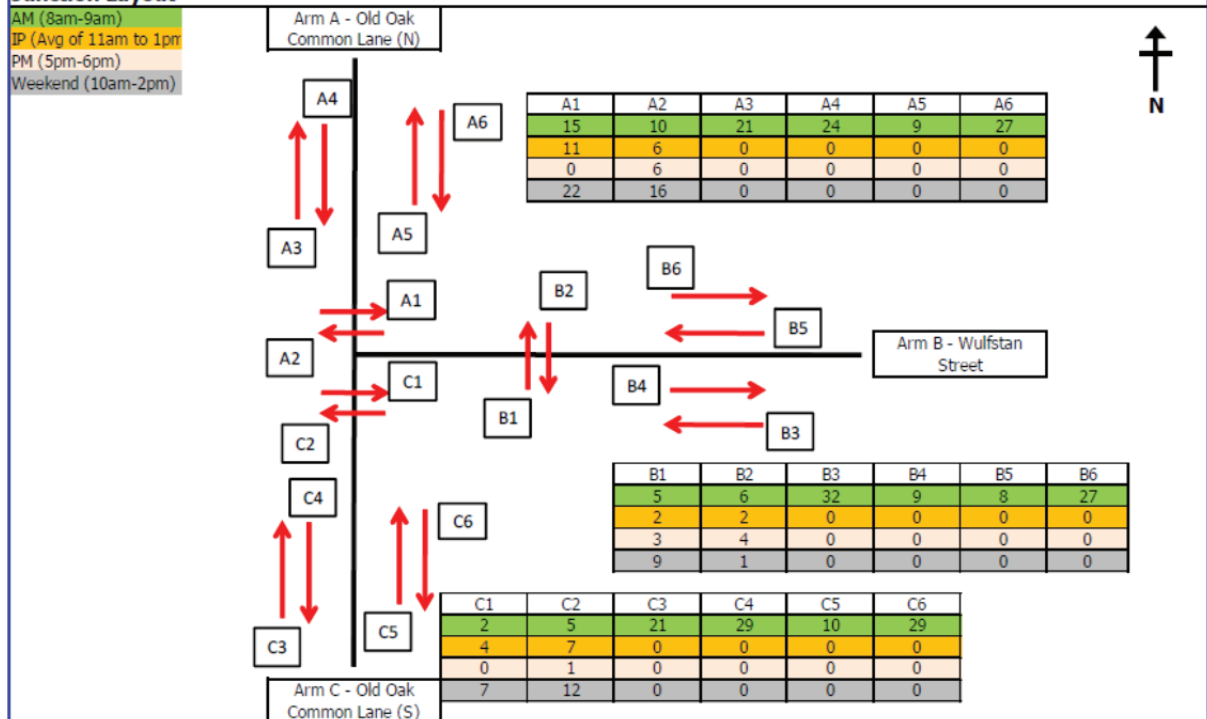 AM (8am-9am)
IP (Avg of 11am to 1pm
PM (5pm-6pm)
Weekend (10am-2pm)
Arm A - Old Oak
Common Lane (N)
N
A4
A6
A1 A2 A3 A4 A5 A6
15 10 21 24 9 27
11 6 0 0 0 0
0 6 0 0 0 0
22 16 0 0 0 0
A3
A5
B6
B2
A1
B5
A2
Arm B - Wulfstan
Street
C1
B4
B1
B3
C2
C4
C6
B1 B2 B3 B4 B5 B6
5 6 32 9 8 27
2 2 0 0 0 0
3 4 0 0 0 0
9 1 0 0 0 0
C3
C5
C1 C2 C3 C4 C5 C6
2 5 21 29 10 29
4 7 0 0 0 0
0 1 0 0 0 0
7 12 0 0 0 0
Arm C - Old Oak
Common Lane (S)